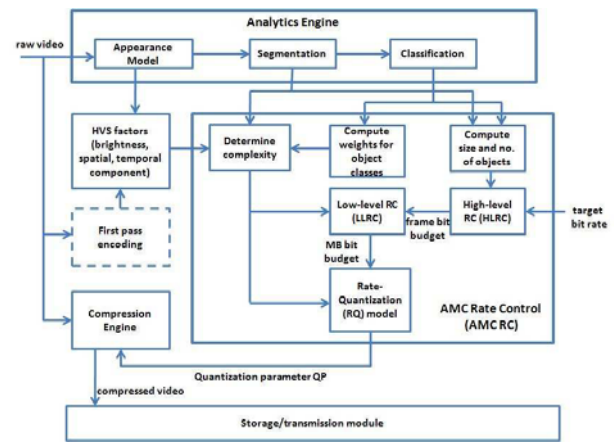 Analytics Engine
raw video
Appearance
Model
Segmentation
Classification
HVS factors
(brightness,
spatial, temporal
component)
Determine
complexity
Compute
weights for
object
classes
Compute
size and no.
of objects
First pass
encoding
Low-level RC
(LLRC)
frame bit
budget
High-level
RC (HLRC)
target
bit rate
MB bit
budget
Rate-
Quantization
(RQ) model
AMC Rate Control
(AMC RC)
Compression
Engine
Quantization parameter QP
compressed video
Storage/transmission module